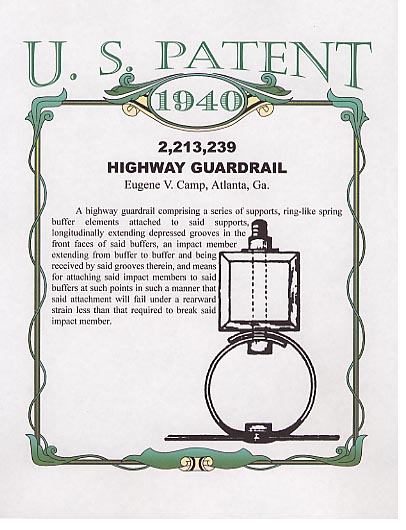 U. S. PATENT
1940
2,213,239
HIGHWAY GUARDRAIL
Eugene V. Camp, Atlanta, Ga.
A highway guardrail comprising a series of supports, ring-like spring
buffer elements attached to said supports,
longitudinally extending depressed grooves in the
front faces of said buffers, an impact member
extending from buffer to buffer and being
received by said grooves therein, and means
for attaching said impact members to said
buffers at such points in such a manner that
said attachment will fail under a rearward
strain less than that required to break said
impact member.